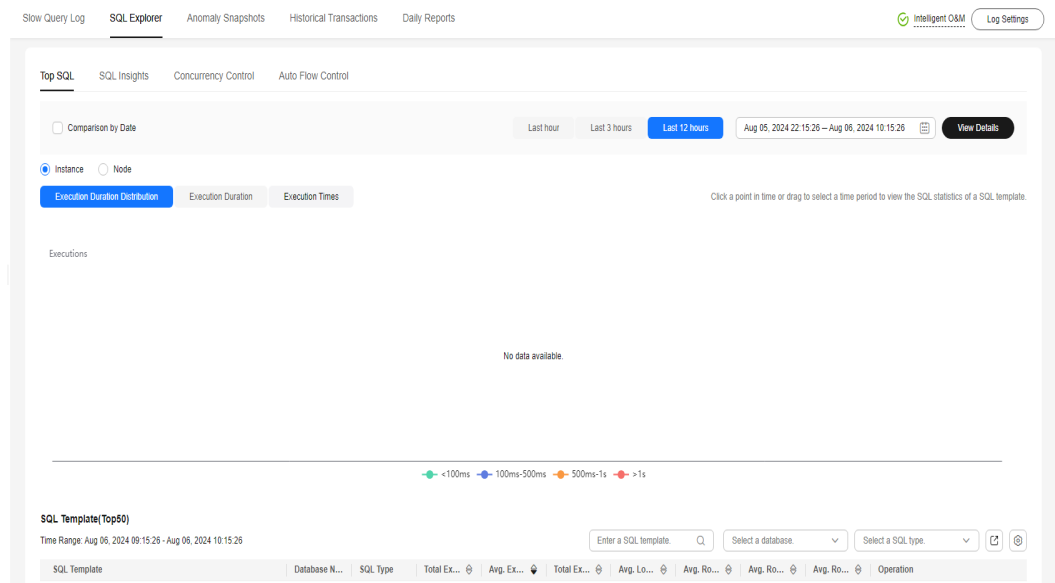 Slow Query Log SQL Explorer Anomaly Snapshots Historical Transactions Daily Reports Intelligent O&M Log Settings
Top SQL SQL Insights Concurrency Control Auto Flow Control
Comparison by Date Last hour Last 3 hours Last 12 hours Aug 05, 2024 22:15:26 – Aug 06, 2024 10:15:26 View Details
Instance Node
Execution Duration Distribution Execution Duration Execution Times Click a point in time or drag to select a time period to view the SQL statistics of a SQL template.
Executions
No data available.
<100ms 100ms-500ms 500ms-1s >1s
SQL Template(Top50)
Time Range: Aug 06, 2024 09:15:26 - Aug 06, 2024 10:15:26 Enter a SQL template. Select a database. Select a SQL type.
SQL Template Database N... SQL Type Total Ex... Avg. Ex... Total Ex... Avg. Lo... Avg. Ro... Avg. Ro... Avg. Ro... Operation